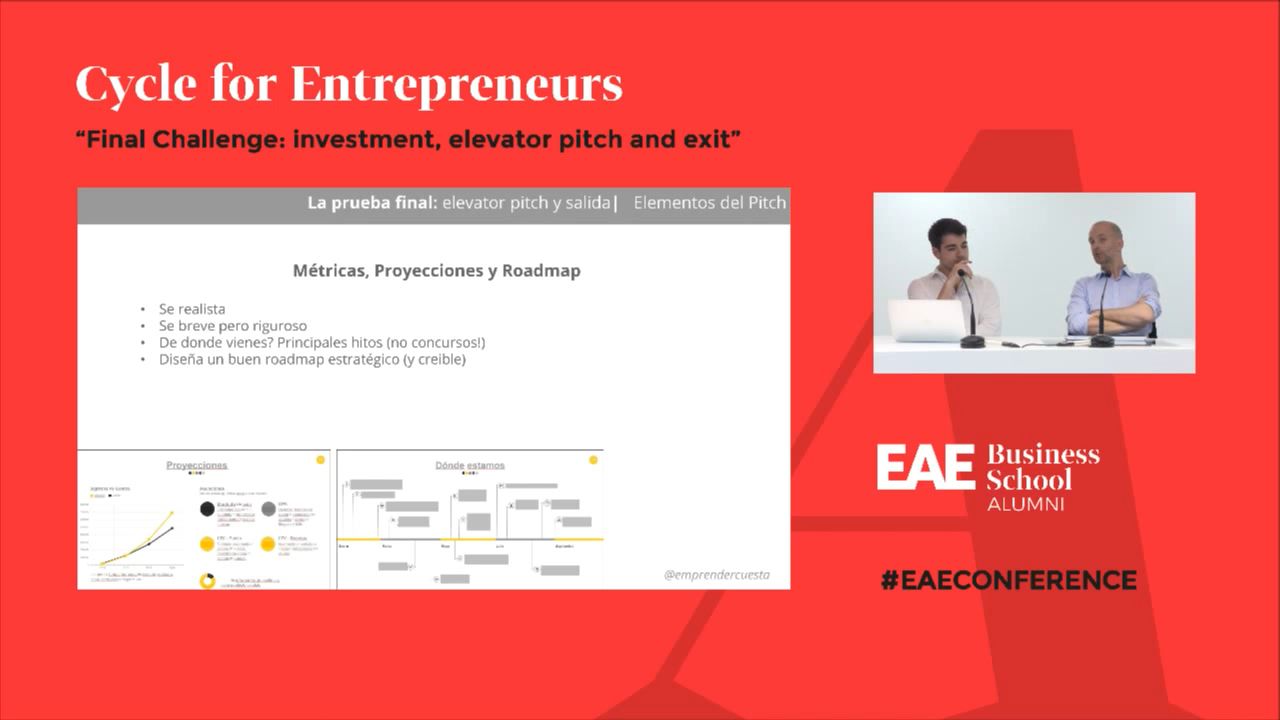 Cycle for Entrepreneurs
“Final Challenge: investment, elevator pitch and exit”
La prueba final: elevator pitch y salida| Elementos del Pitch
Métricas, Proyecciones y Roadmap
• Se realista
• Se breve pero riguroso
• De donde vienes? Principales hitos (no concursos!)
• Diseña un buen roadmap estratégico (y creible)
Proyecciones
Dónde estamos
@emprendercuesta
EAE Business
School
ALUMNI
#EAECONFERENCE